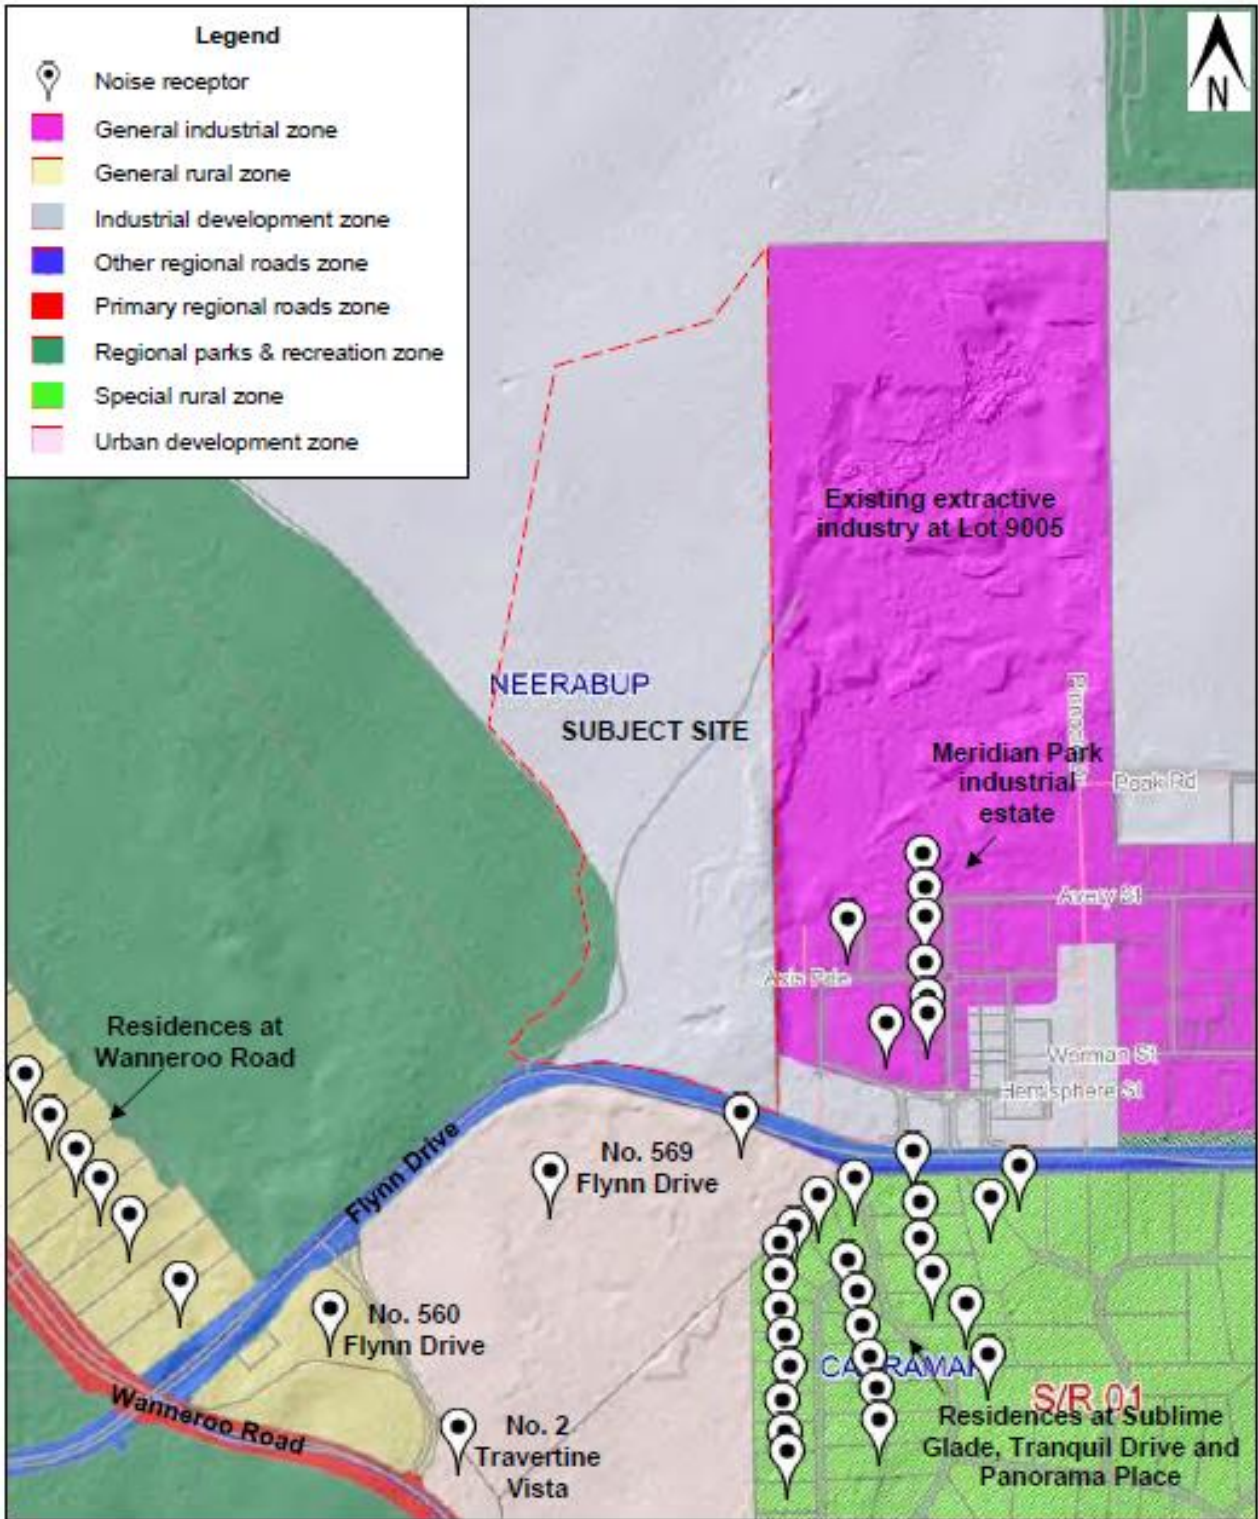 Legend
Noise receptor
General industrial zone
General rural zone
Industrial development zone
Other regional roads zone
Primary regional roads zone
Regional parks & recreation zone
Special rural zone
Urban development zone
N
Existing extractive
industry at Lot 9005
NEERABUP
SUBJECT SITE
Meridian Park
industrial
estate
Peak Rd
Avery St
Residences at
Wanneroo Road
Worman St
Hemisphere St
Flynn Drive
No. 569
Flynn Drive
No. 560
Flynn Drive
Wanneroo Road
No. 2
Travertine
Vista
S/R 01
Residences at Sublime
Glade, Tranquil Drive and
Panorama Place